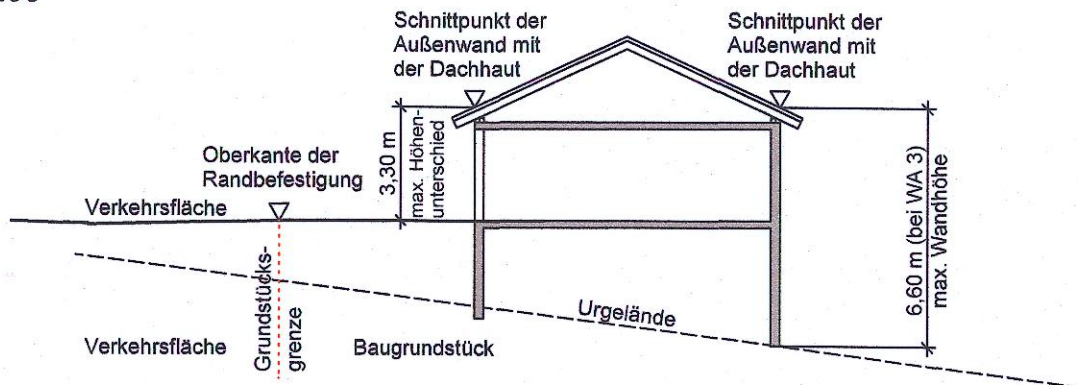 Schnittpunkt der
Außenwand mit
der Dachhaut
Schnittpunkt der
Außenwand mit
der Dachhaut
Oberkante der
Randbefestigung
3,30 m
max. Höhen-
unterschied
Verkehrsfläche
6,60 m (bei WA 3)
max. Wandhöhe
Grundstücks-
grenze
Urgelände
Verkehrsfläche
Baugrundstück